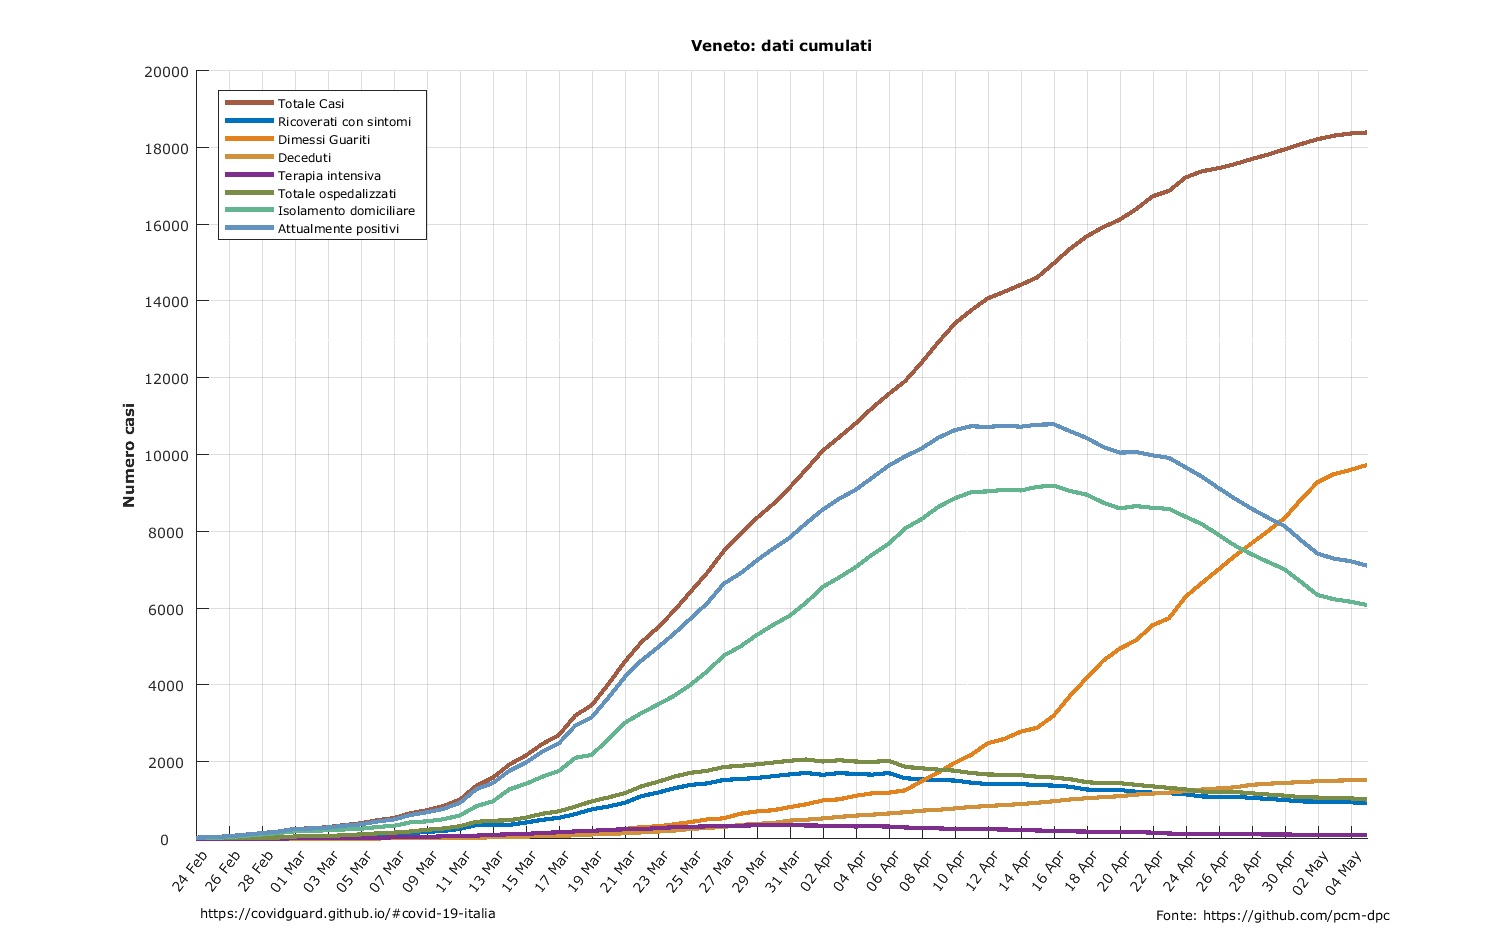 Veneto: dati cumulati
20000
18000
16000
14000
12000
10000
8000
6000
4000
2000
0
Numero casi
Totale Casi
Ricoverati con sintomi
Dimessi Guariti
Deceduti
Terapia intensiva
Totale ospedalizzati
Isolamento domiciliare
Attualmente positivi
24 Feb
26 Feb
28 Feb
01 Mar
03 Mar
05 Mar
07 Mar
09 Mar
11 Mar
13 Mar
15 Mar
17 Mar
19 Mar
21 Mar
23 Mar
25 Mar
27 Mar
29 Mar
31 Mar
02 Apr
04 Apr
06 Apr
08 Apr
10 Apr
12 Apr
14 Apr
16 Apr
18 Apr
20 Apr
22 Apr
24 Apr
26 Apr
28 Apr
30 Apr
02 May
04 May
https://covidguard.github.io/#covid-19-italia
Fonte: https://github.com/pcm-dpc